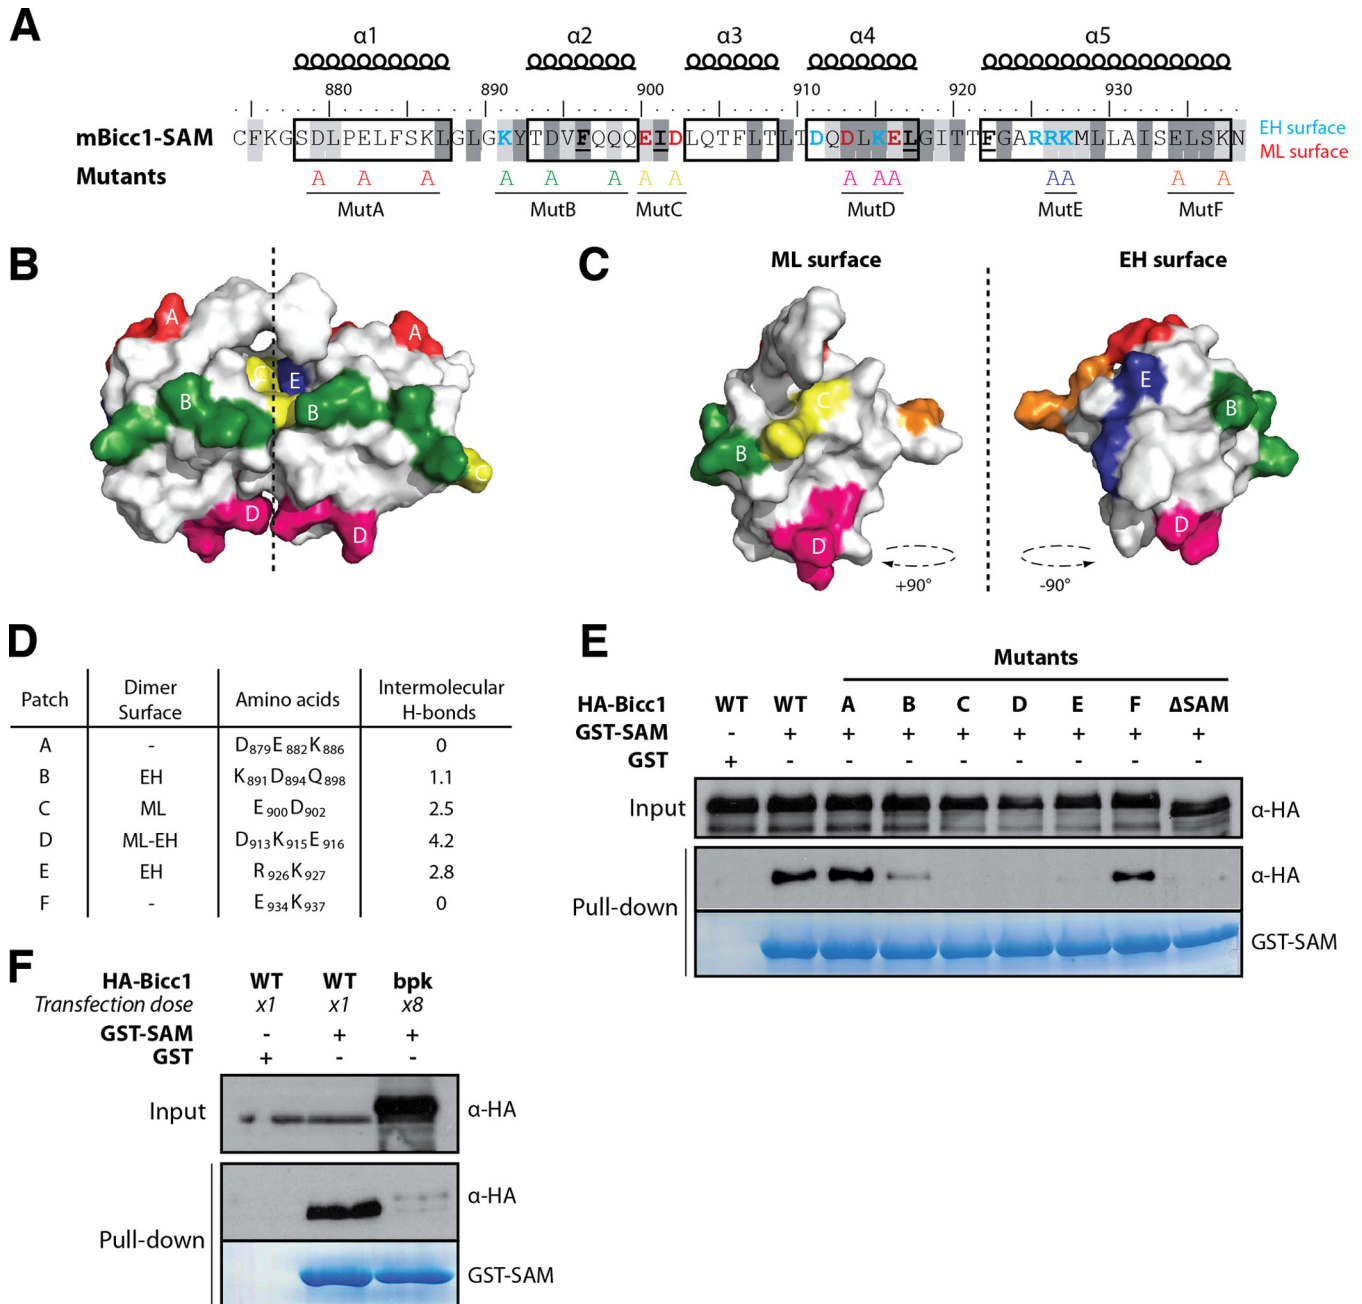 A
α1 α2 α3 α4 α5
880 890 900 910 920 930
mBicc1-SAM CFKGSDLPELFSKLGLGKYTDVFQQQEIDLQTFLTLTDQDLKELGITTFGARRKMLLAISELSKN
EH surface
ML surface
Mutants A A A A A A A A A AA AA A A
MutA MutB MutC MutD MutE MutF
B
A A
C E
B B
C
D D
C
ML surface EH surface
C E
B B
D D
+90° -90°
D
Patch Dimer Surface Amino acids Intermolecular H-bonds
A - D879E882K886 0
B EH K891D894Q898 1.1
C ML E900D902 2.5
D ML-EH D913K915E916 4.2
E EH R926K927 2.8
F - E934K937 0
E
Mutants
HA-Bicc1 WT WT A B C D E F ΔSAM
GST-SAM - + + + + + + + +
GST + - - - - - - - -
Input α-HA
Pull-down α-HA
GST-SAM
F
HA-Bicc1 WT WT bpk
Transfection dose x1 x1 x8
GST-SAM - + +
GST + - -
Input α-HA
Pull-down α-HA
GST-SAM